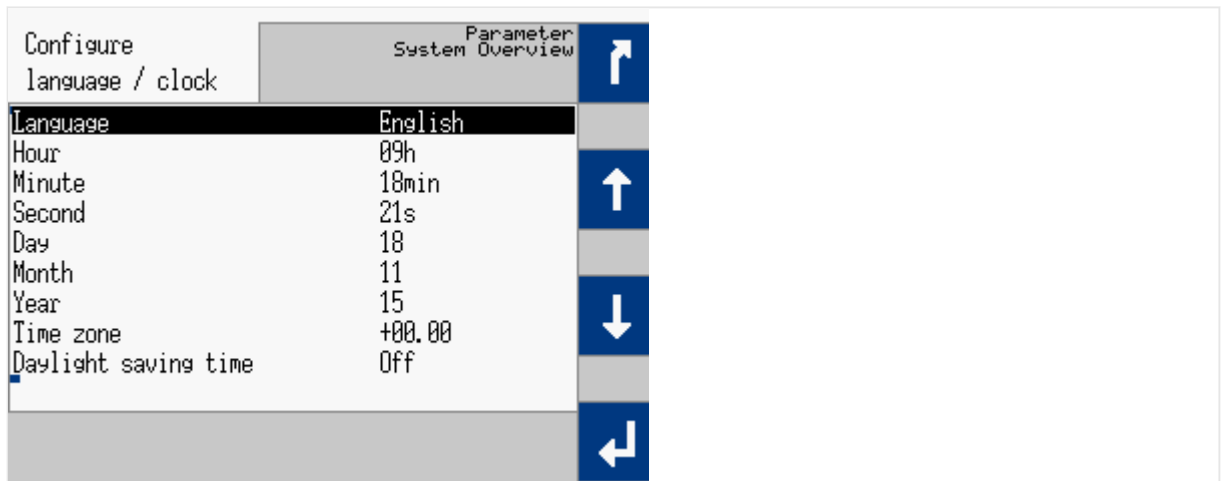 Configure
language / clock
Parameter
System Overview
Language English
Hour 09h
Minute 18min
Second 21s
Day 18
Month 11
Year 15
Time zone +00.00
Daylight saving time Off